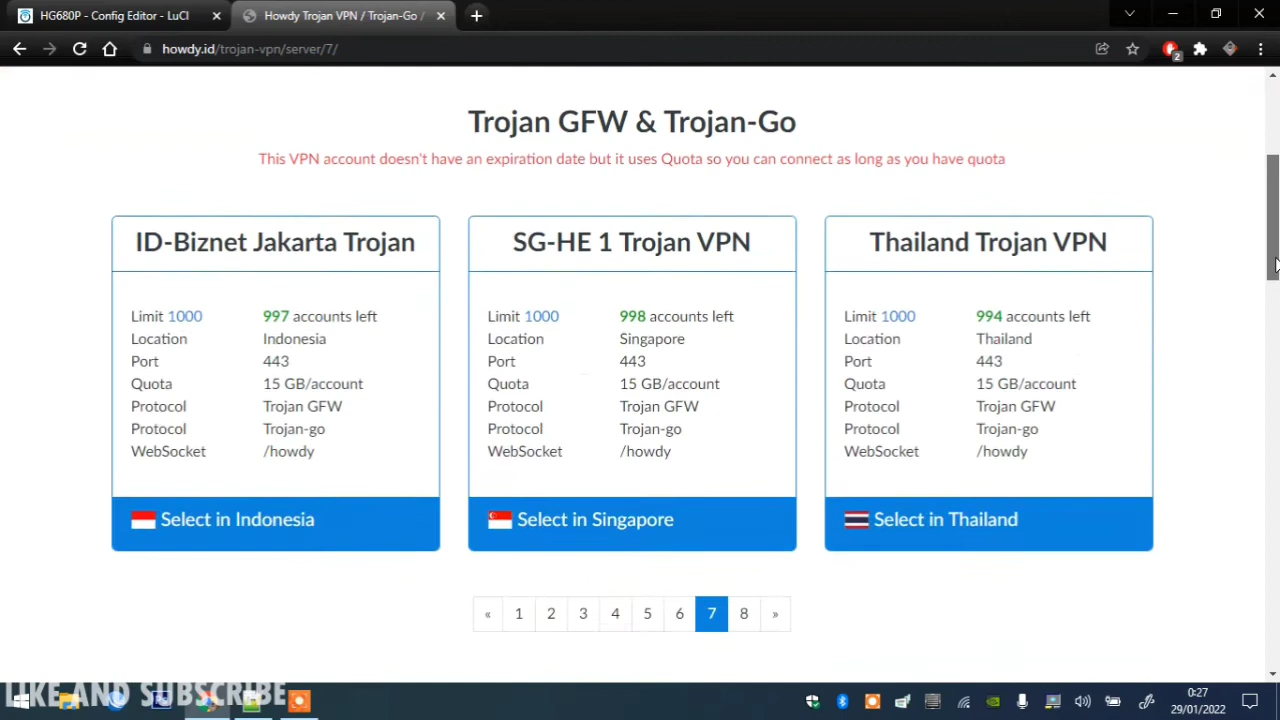 HG680P - Config Editor - LuCI
Howdy Trojan VPN / Trojan-Go /
howdy.id/trojan-vpn/server/7/
2
Trojan GFW & Trojan-Go
This VPN account doesn't have an expiration date but it uses Quota so you can connect as long as you have quota
ID-Biznet Jakarta Trojan
Limit 1000 997 accounts left
Location Indonesia
Port 443
Quota 15 GB/account
Protocol Trojan GFW
Protocol Trojan-go
WebSocket /howdy
Select in Indonesia
SG-HE 1 Trojan VPN
Limit 1000 998 accounts left
Location Singapore
Port 443
Quota 15 GB/account
Protocol Trojan GFW
Protocol Trojan-go
WebSocket /howdy
Select in Singapore
Thailand Trojan VPN
Limit 1000 994 accounts left
Location Thailand
Port 443
Quota 15 GB/account
Protocol Trojan GFW
Protocol Trojan-go
WebSocket /howdy
Select in Thailand
« 1 2 3 4 5 6 7 8 »
LIKE AND SUBSCRIBE
0:27
29/01/2022